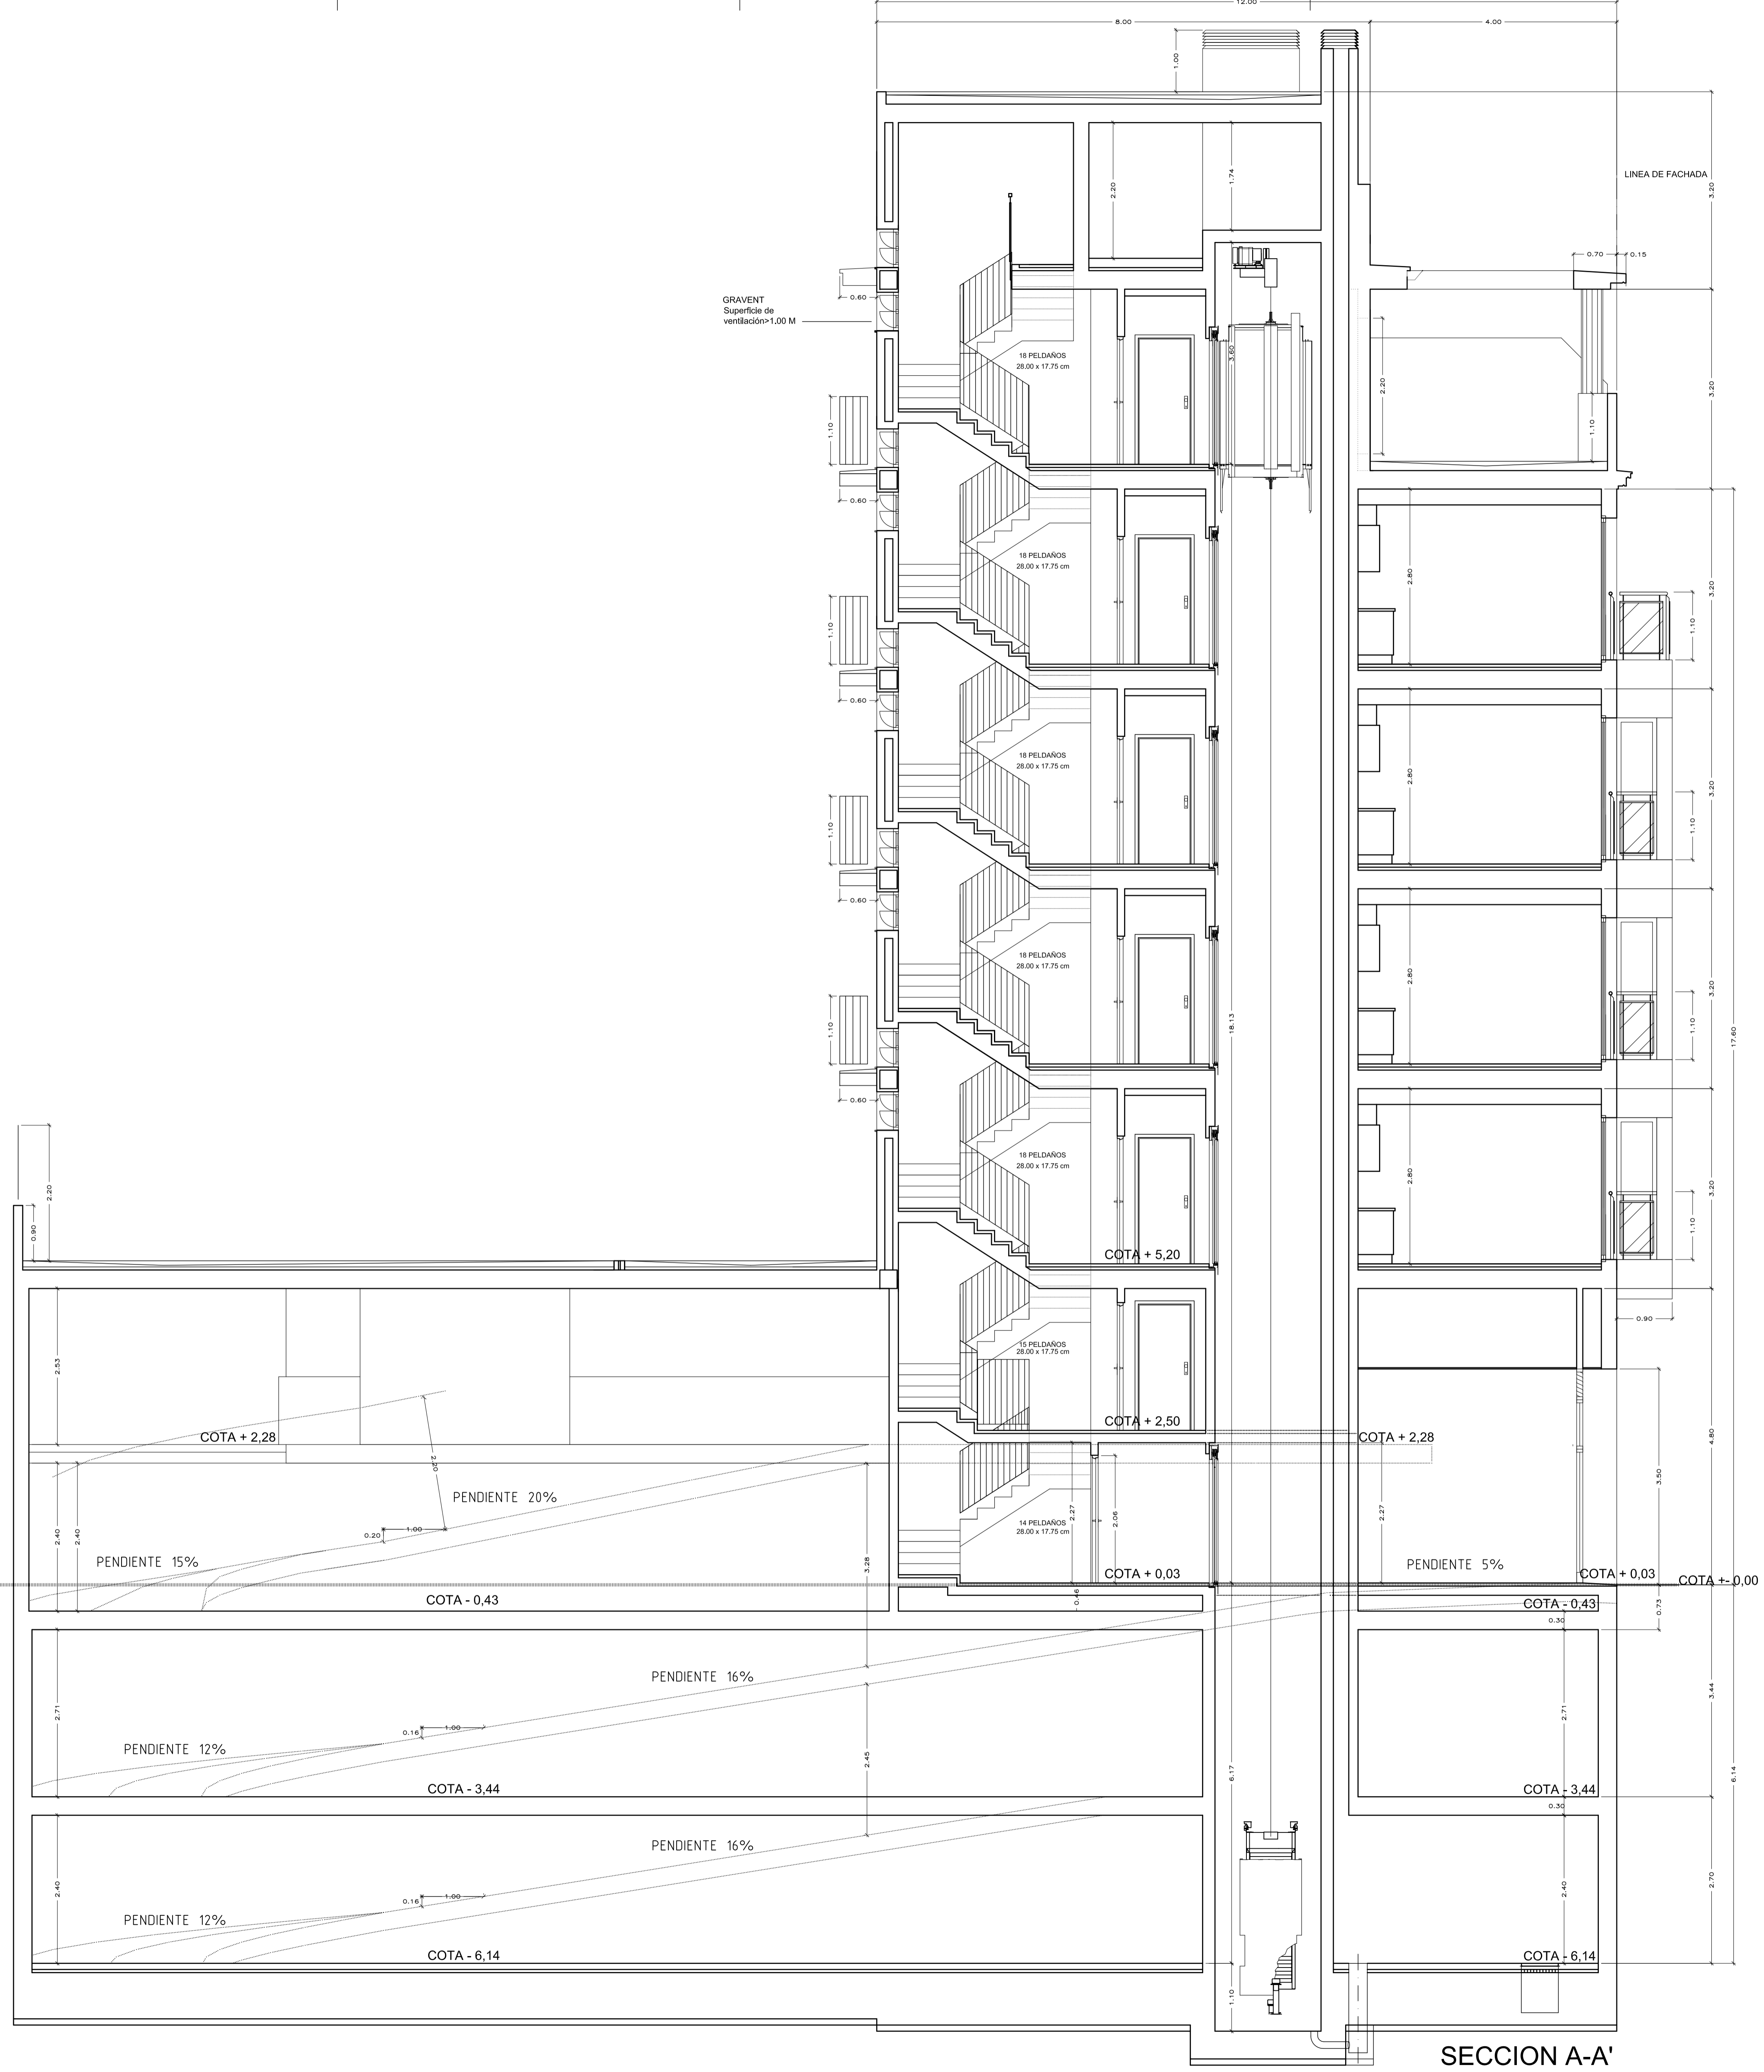 12.00
8.00
4.00
1.00
LINEA DE FACHADA
2.20
1.74
3.20
0.70
0.15
0.60
GRAVENT
Superficie de
ventilación>1.00 M
18 PELDAÑOS
28.00 x 17.75 cm
3.60
2.20
3.20
1.10
1.10
0.60
18 PELDAÑOS
28.00 x 17.75 cm
2.80
3.20
1.10
1.10
0.60
18 PELDAÑOS
28.00 x 17.75 cm
2.80
3.20
1.10
1.10
0.60
18 PELDAÑOS
28.00 x 17.75 cm
2.80
3.20
1.10
1.10
18.13
17.60
0.60
18 PELDAÑOS
28.00 x 17.75 cm
2.80
3.20
1.10
2.20
0.90
COTA + 5,20
0.90
15 PELDAÑOS
28.00 x 17.75 cm
2.53
COTA + 2,50
COTA + 2,28
COTA + 2,28
4.80
2.20
3.50
PENDIENTE 20%
2.27
2.06
2.27
14 PELDAÑOS
28.00 x 17.75 cm
2.40
2.40
0.20
1.00
3.28
PENDIENTE 15%
PENDIENTE 5%
COTA + 0,03
COTA + 0,03
COTA +- 0,00
COTA - 0,43
0.46
COTA - 0,43
0.73
0.30
PENDIENTE 16%
2.71
2.71
3.44
0.16
1.00
PENDIENTE 12%
2.45
6.17
6.14
COTA - 3,44
COTA - 3,44
0.30
PENDIENTE 16%
2.40
2.40
2.70
0.16
1.00
PENDIENTE 12%
COTA - 6,14
COTA - 6,14
1.10
SECCION A-A'